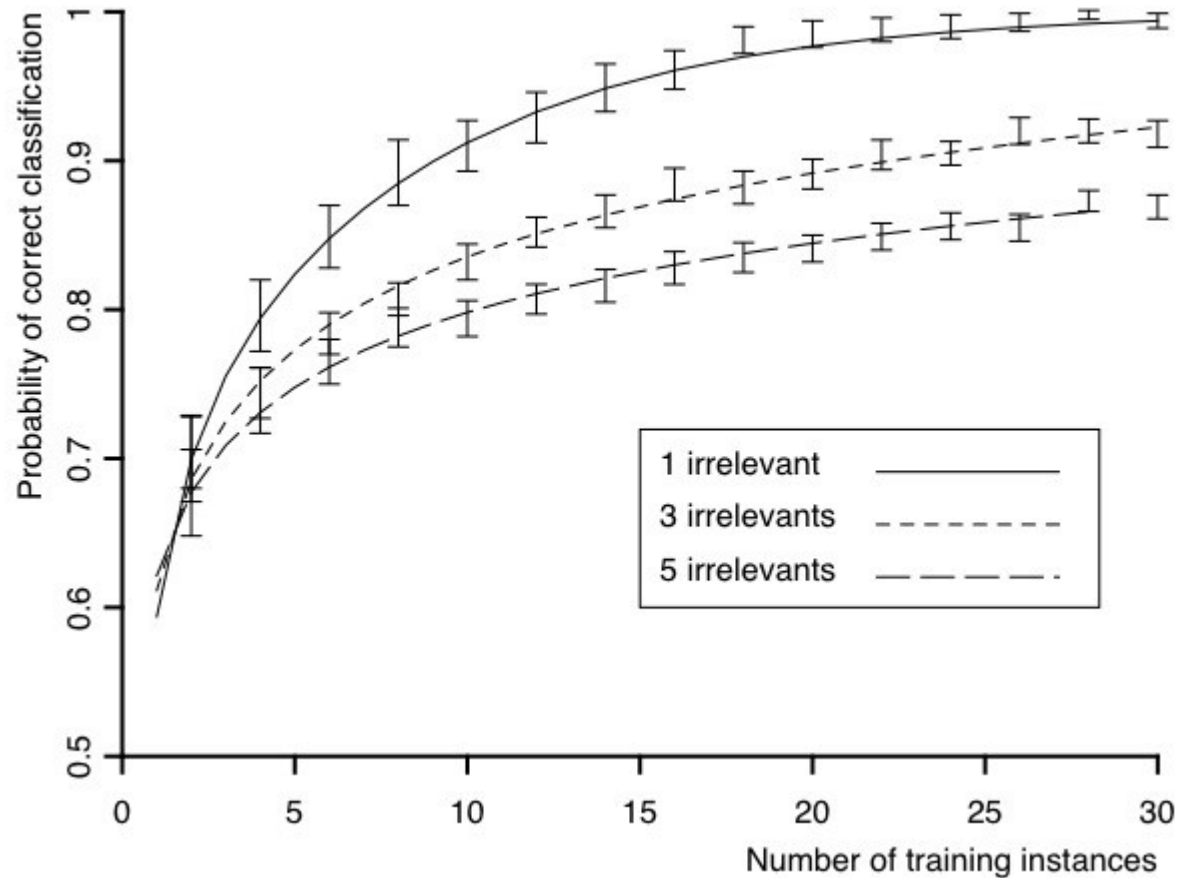 Probability of correct classification
1
0.9
0.8
0.7
0.6
0.5
1 irrelevant
3 irrelevants
5 irrelevants
0 5 10 15 20 25 30
Number of training instances